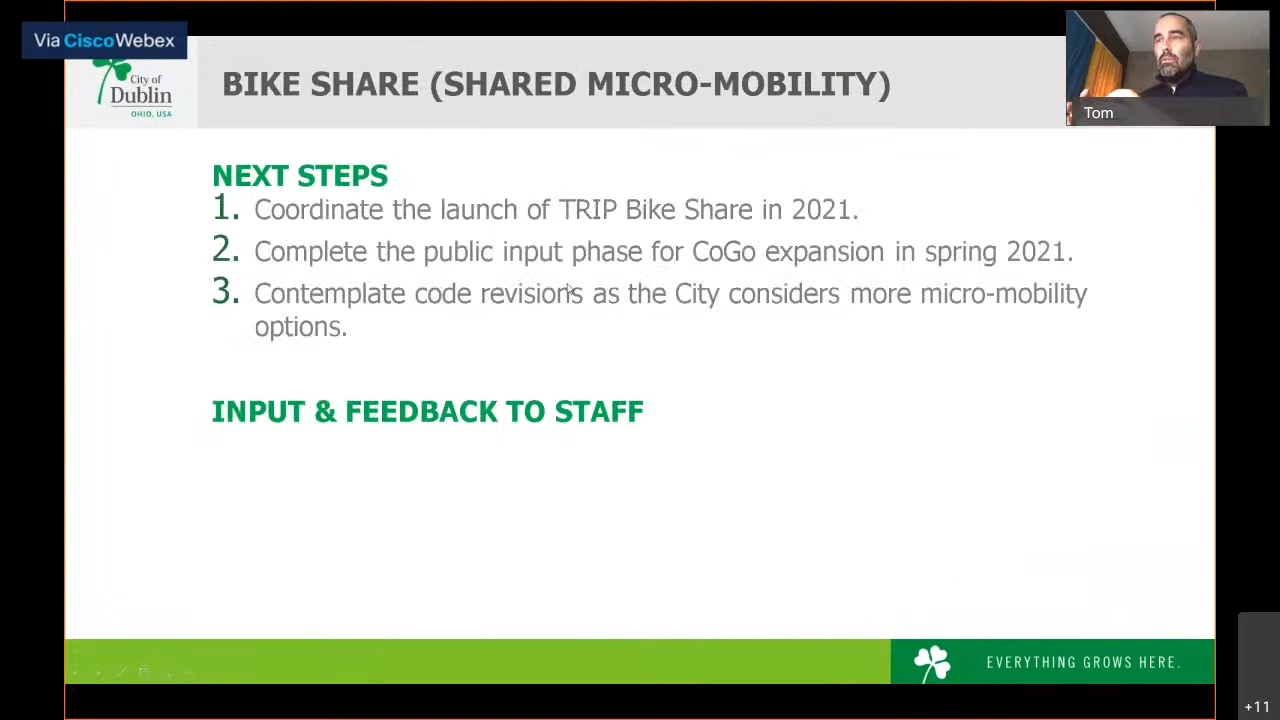 Via CiscoWebex
City of
Dublin
OHIO, USA
BIKE SHARE (SHARED MICRO-MOBILITY)
Tom
NEXT STEPS
1. Coordinate the launch of TRIP Bike Share in 2021.
2. Complete the public input phase for CoGo expansion in spring 2021.
3. Contemplate code revisions as the City considers more micro-mobility
options.
INPUT & FEEDBACK TO STAFF
EVERYTHING GROWS HERE.
+11